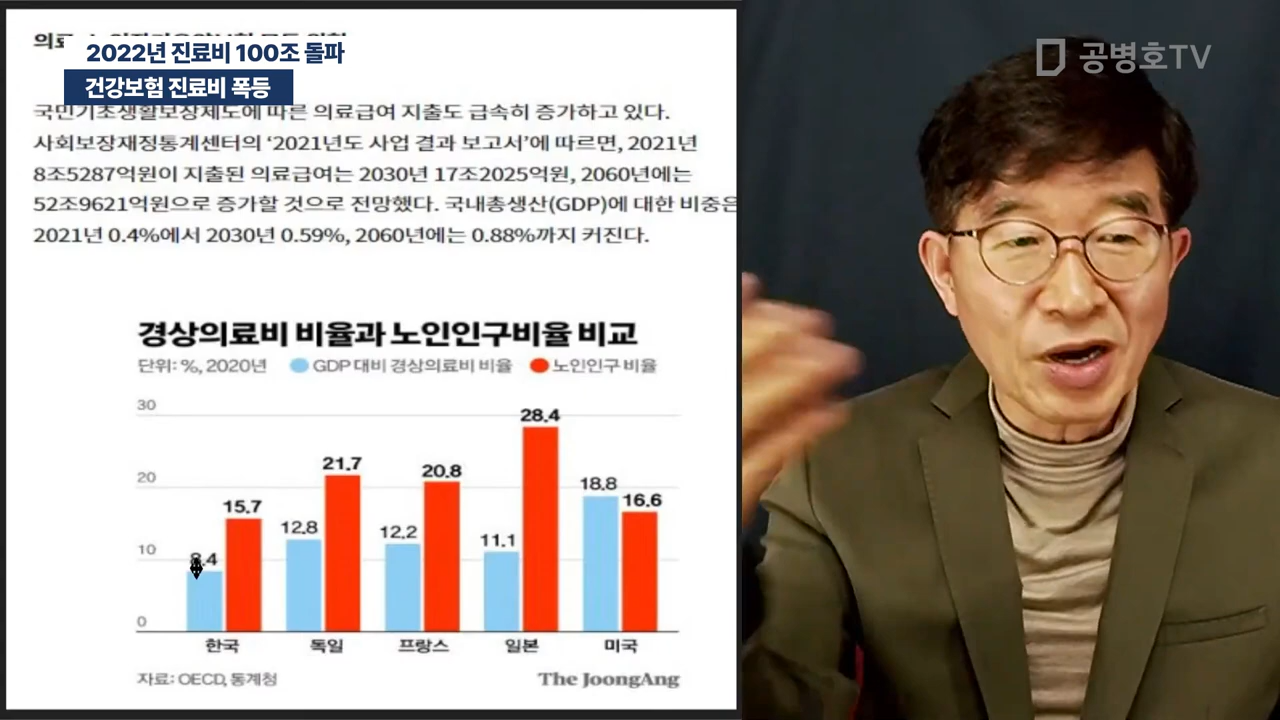 2022년 진료비 100조 돌파
건강보험 진료비 폭등
공병호TV
국민기초생활보장제도에 따른 의료급여 지출도 급속히 증가하고 있다.
사회보장재정통계센터의 ‘2021년도 사업 결과 보고서’에 따르면, 2021년
8조5287억원이 지출된 의료급여는 2030년 17조2025억원, 2060년에는
52조9621억원으로 증가할 것으로 전망했다. 국내총생산(GDP)에 대한 비중은
2021년 0.4%에서 2030년 0.59%, 2060년에는 0.88%까지 커진다.
경상의료비 비율과 노인인구비율 비교
단위: %, 2020년 GDP 대비 경상의료비 비율 노인인구 비율
30
20
10
0
8.4 15.7
12.8 21.7
12.2 20.8
11.1 28.4
18.8 16.6
한국 독일 프랑스 일본 미국
자료: OECD, 통계청 The JoongAng